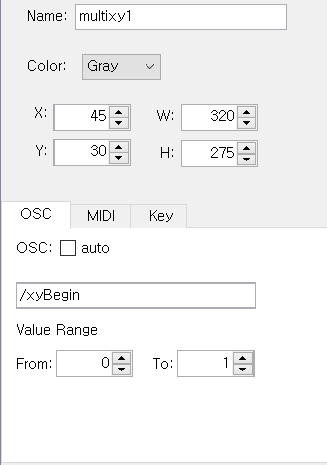 Name: multixy1
Color: Gray
X: 45 W: 320
Y: 30 H: 275
OSC MIDI Key
OSC: auto
/xyBegin
Value Range
From: 0 To: 1